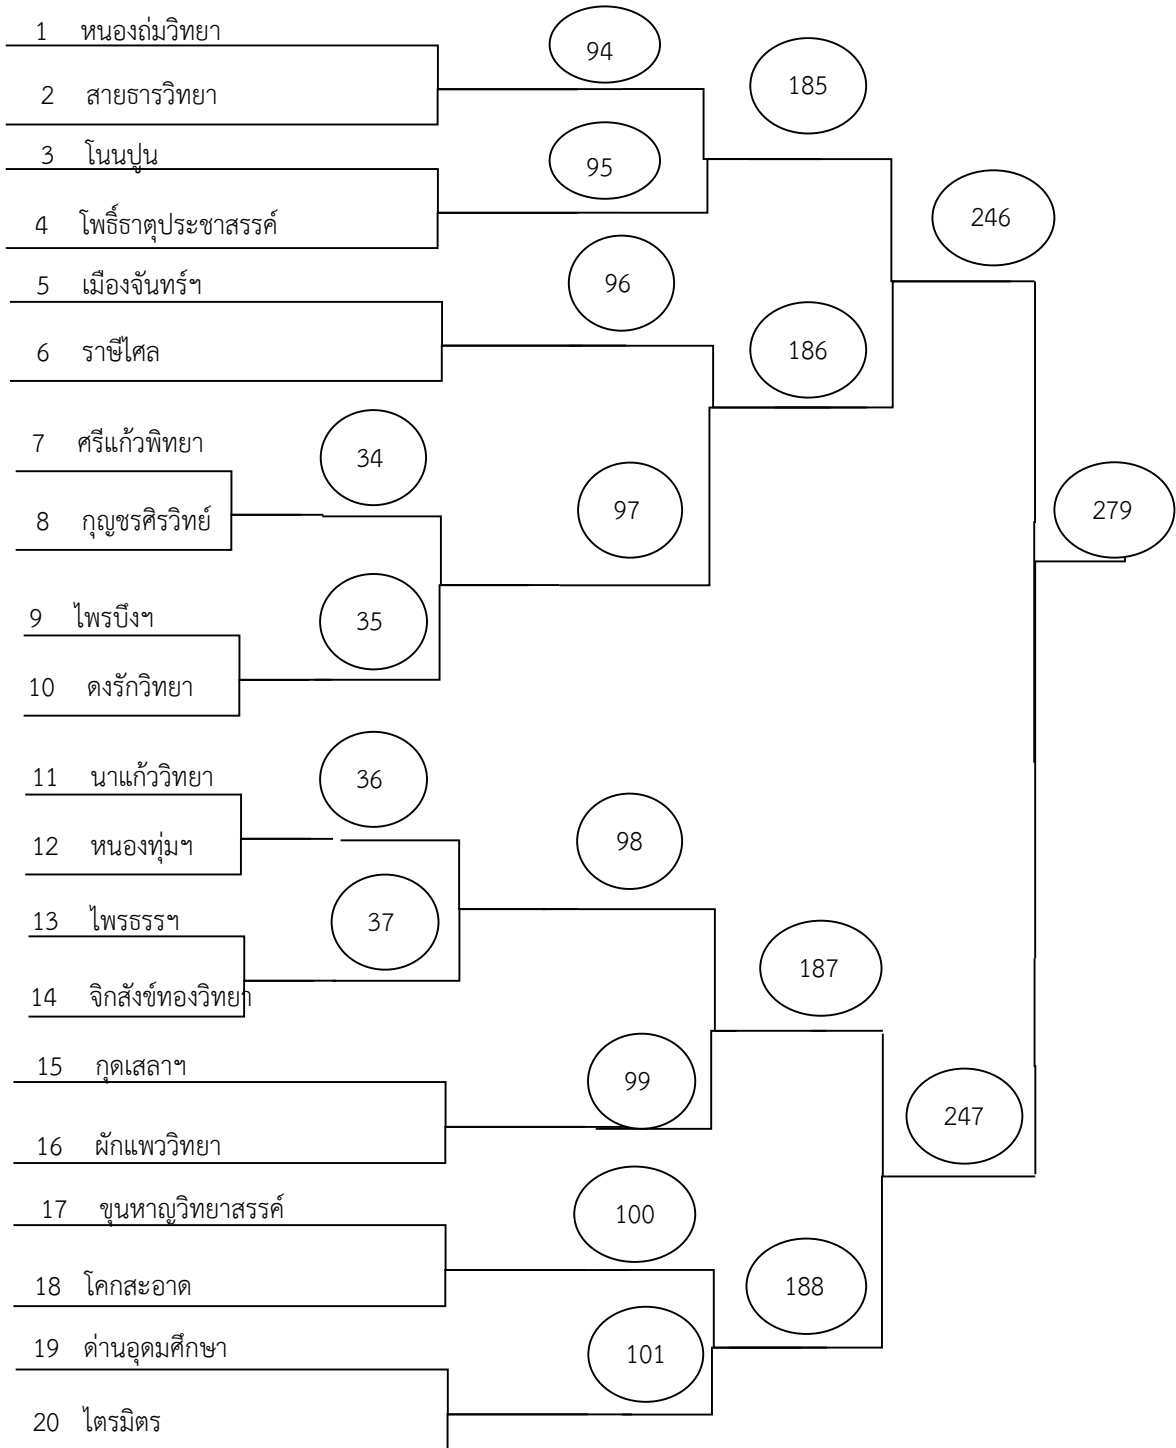 1 หนองถ่มวิทยา
94
185
2 สายธารวิทยา
3 โนนปูน
95
4 โพธิ์ธาตุประชาสรรค์
246
5 เมืองจันทร์ฯ
96
6 ราษีไศล
186
7 ศรีแก้วพิทยา
34
8 กุญชรศิรวิทย์
97
279
9 ไพรบึงฯ
35
10 ดงรักวิทยา
11 นาแก้ววิทยา
36
12 หนองทุ่มฯ
98
13 ไพรธรรฯ
37
14 จิกสังข์ทองวิทยา
187
15 กุดเสลาฯ
99
16 ผักแพววิทยา
247
17 ขุนหาญวิทยาสรรค์
100
18 โคกสะอาด
188
19 ด่านอุดมศึกษา
101
20 ไตรมิตร